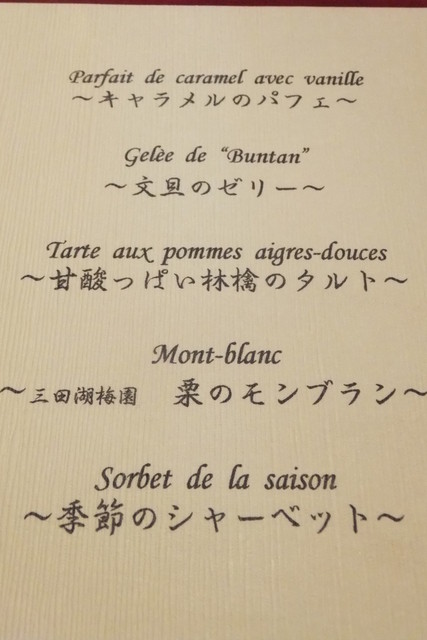 Parfait de caramel avec vanille
～キャラメルのパフェ～
Gelèe de “Buntan”
～文旦のゼリー～
Tarte aux pommes aigres-douces
～甘酸っぱい林檎のタルト～
Mont-blanc
～三田湖梅園　栗のモンブラン～
Sorbet de la saison
～季節のシャーベット～